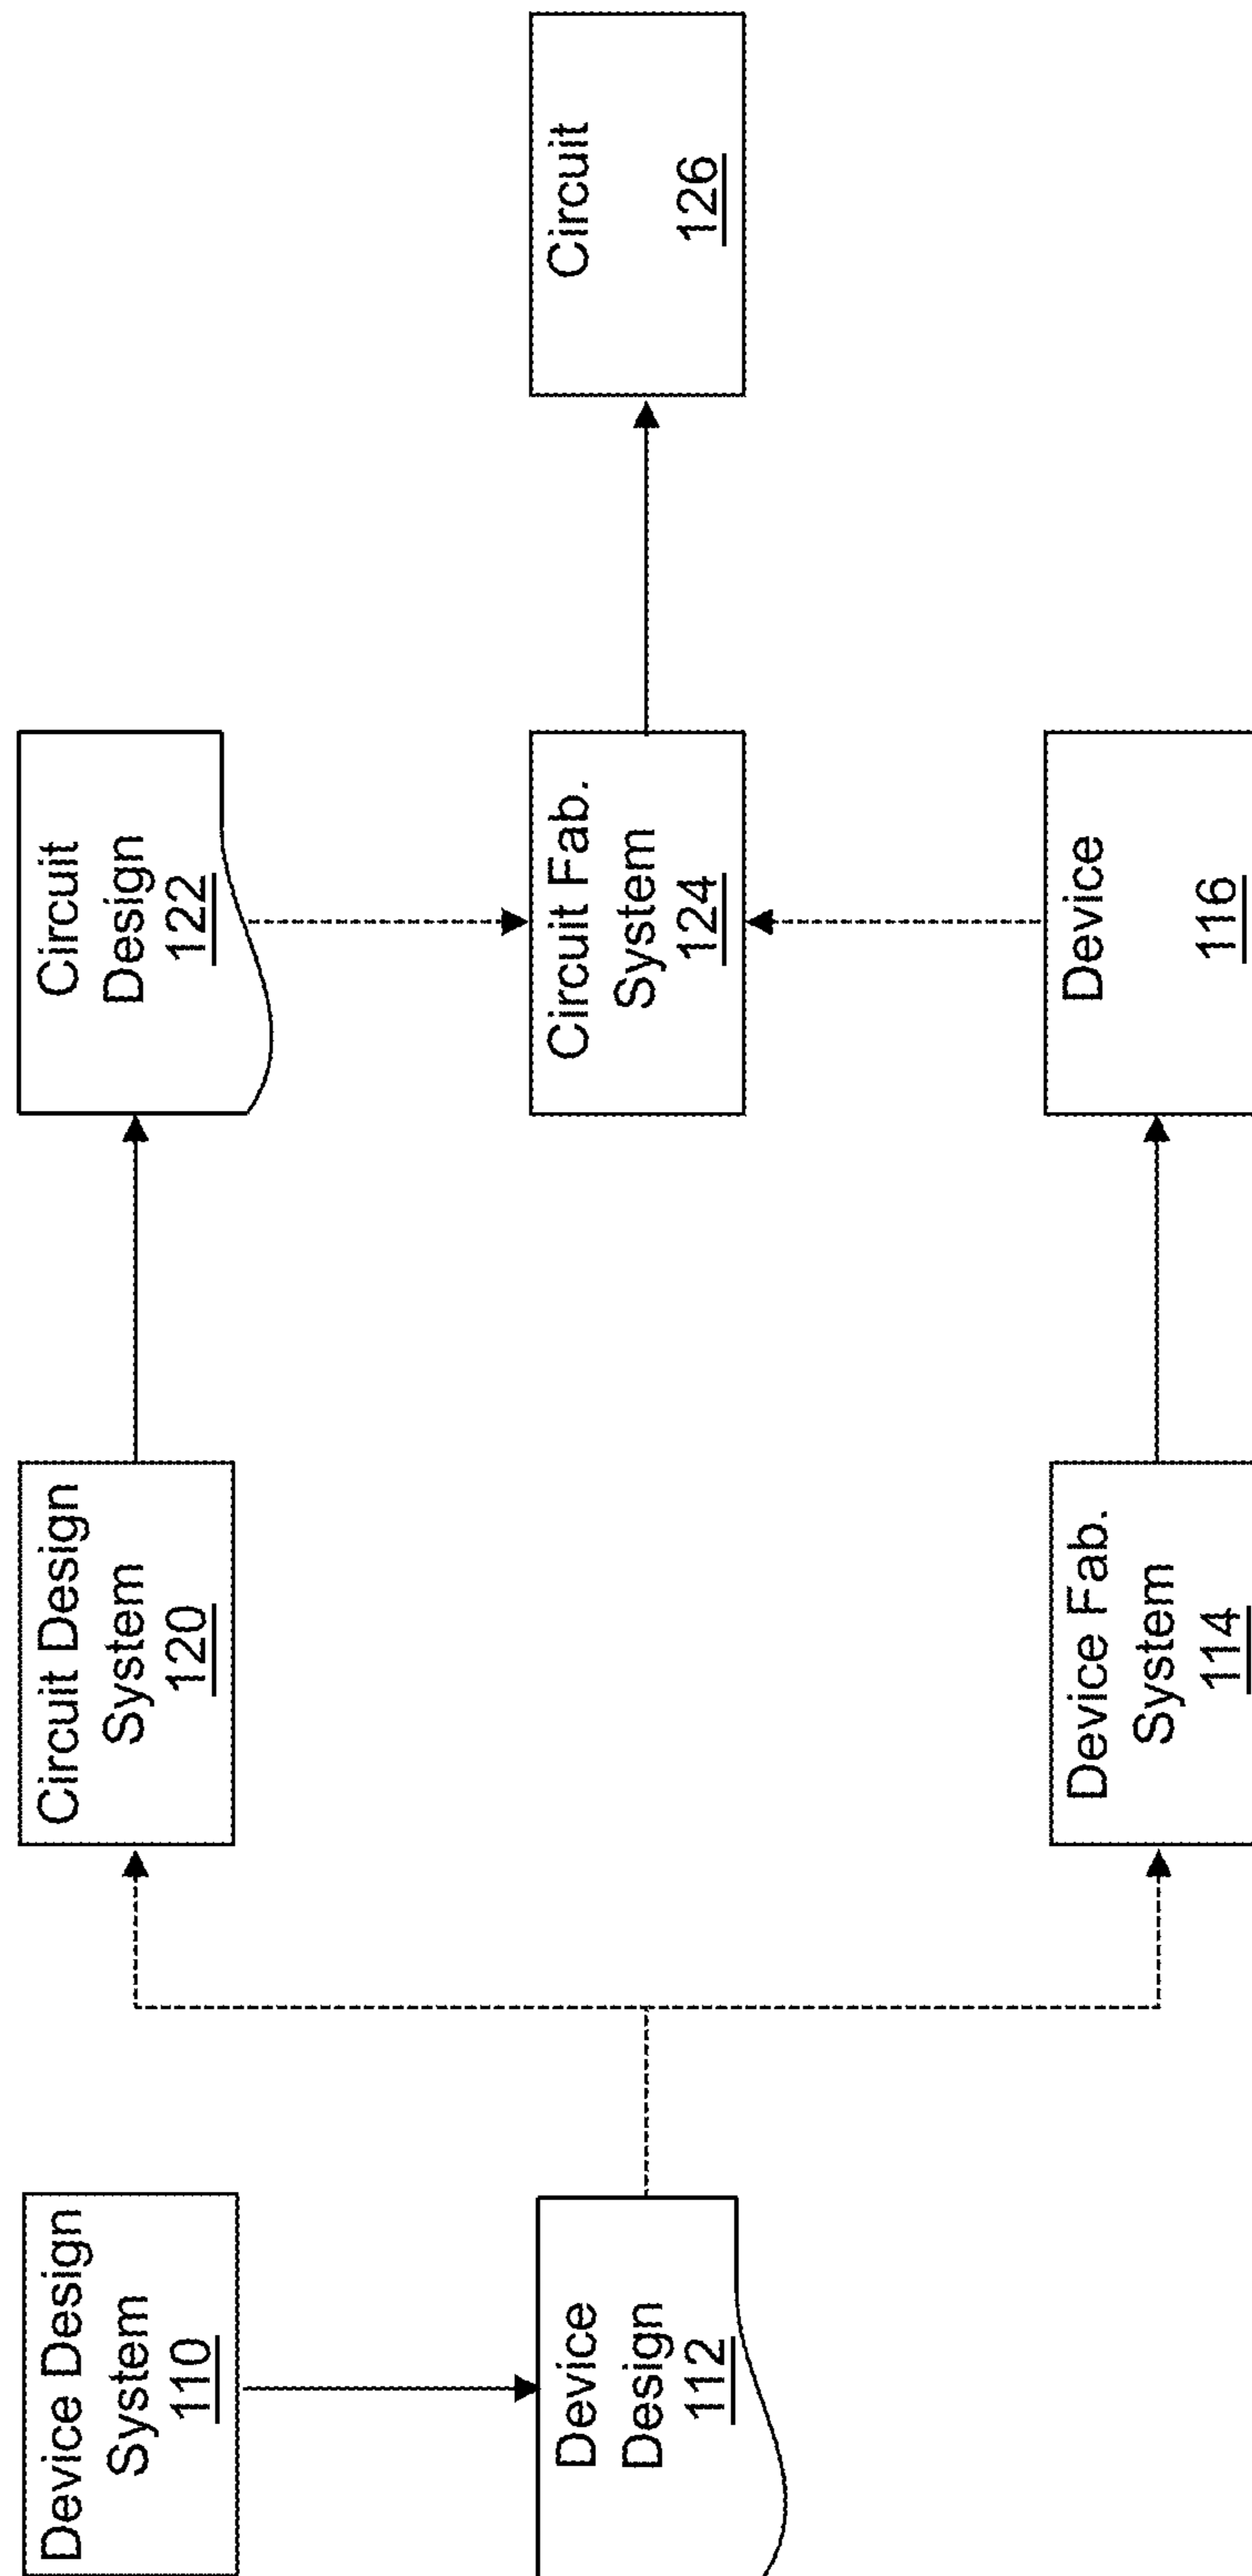 Device Design
System
110
Device
Design
112
Circuit Design
System
120
Device Fab.
System
114
Circuit
Design
122
Circuit Fab.
System
124
Device
116
Circuit
126